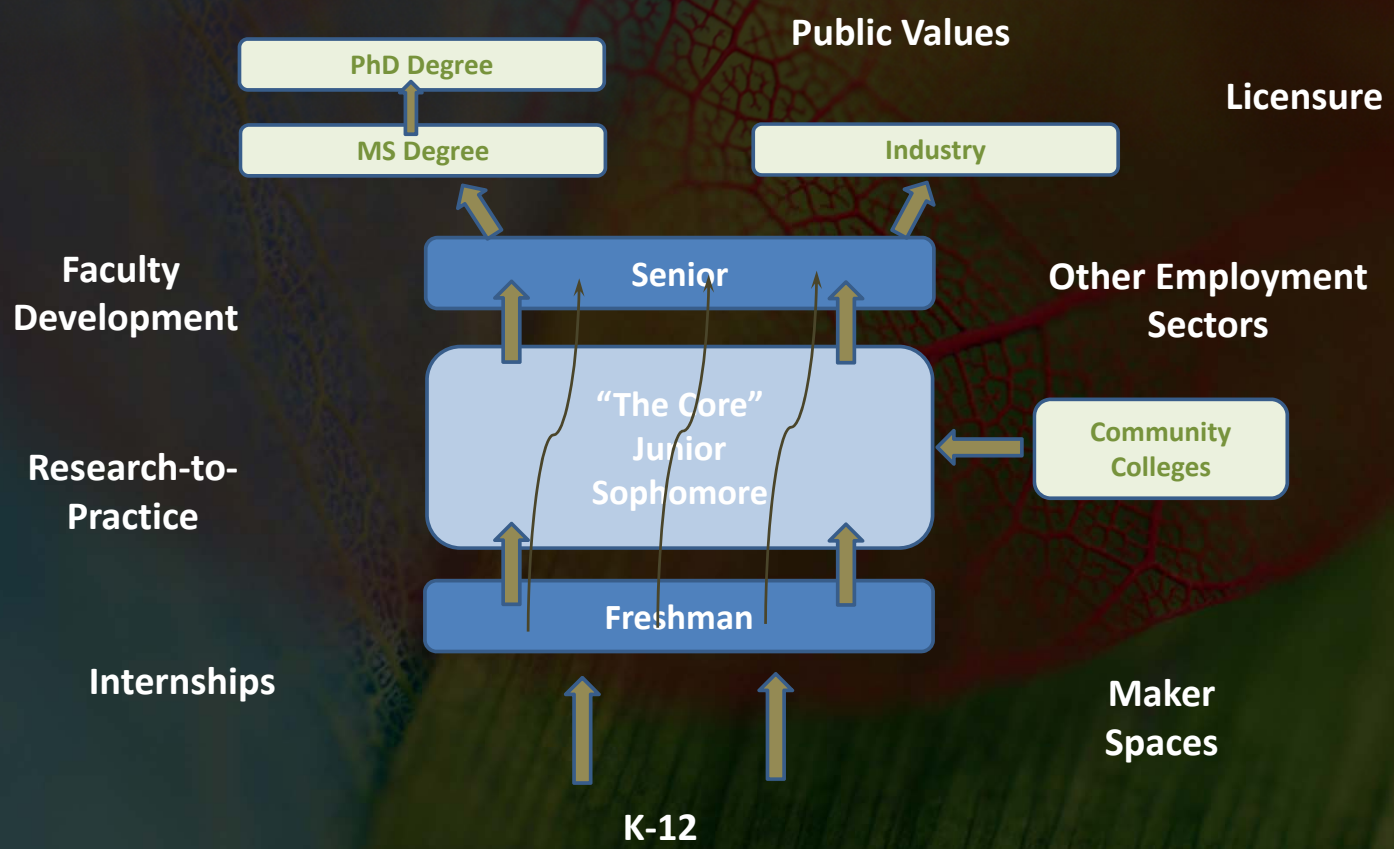 Public Values
PhD Degree
Licensure
MS Degree
Industry
Senior
Faculty
Development
Other Employment
Sectors
“The Core”
Junior
Sophomore
Community
Colleges
Research-to-
Practice
Freshman
Internships
Maker
Spaces
K-12